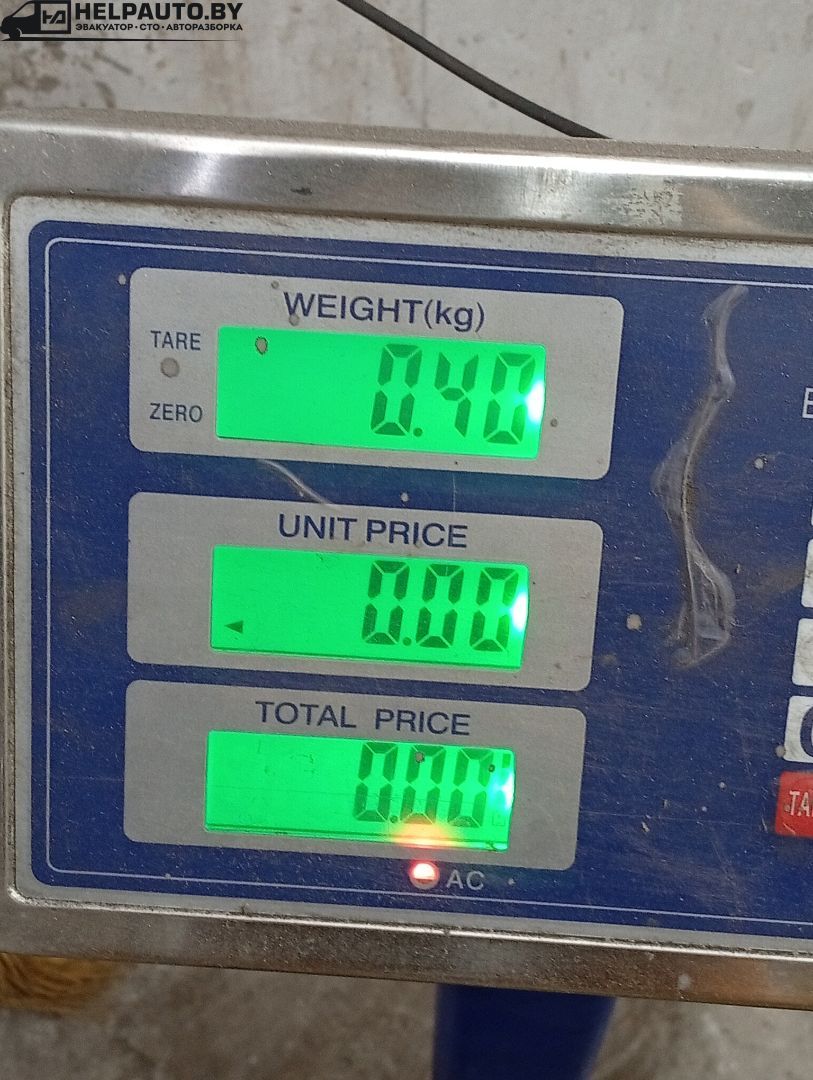 HELPAUTO.BY
ЭВАКУАТОР • СТО • АВТОРАЗБОРКА
WEIGHT(kg)
TARE
ZERO
0.40
UNIT PRICE
0.00
TOTAL PRICE
0.00
AC